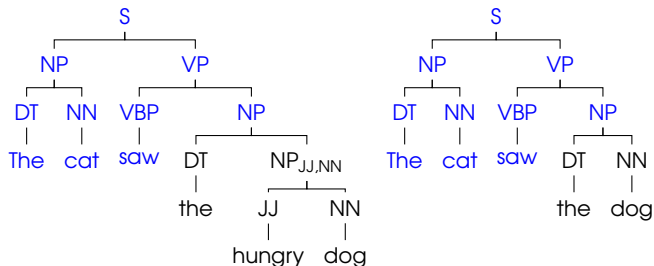 S S
NP VP NP VP
DT NN VBP NP DT NN VBP NP
The cat saw DT NP_JJ,NN The cat saw DT NN
the JJ NN the dog
hungry dog